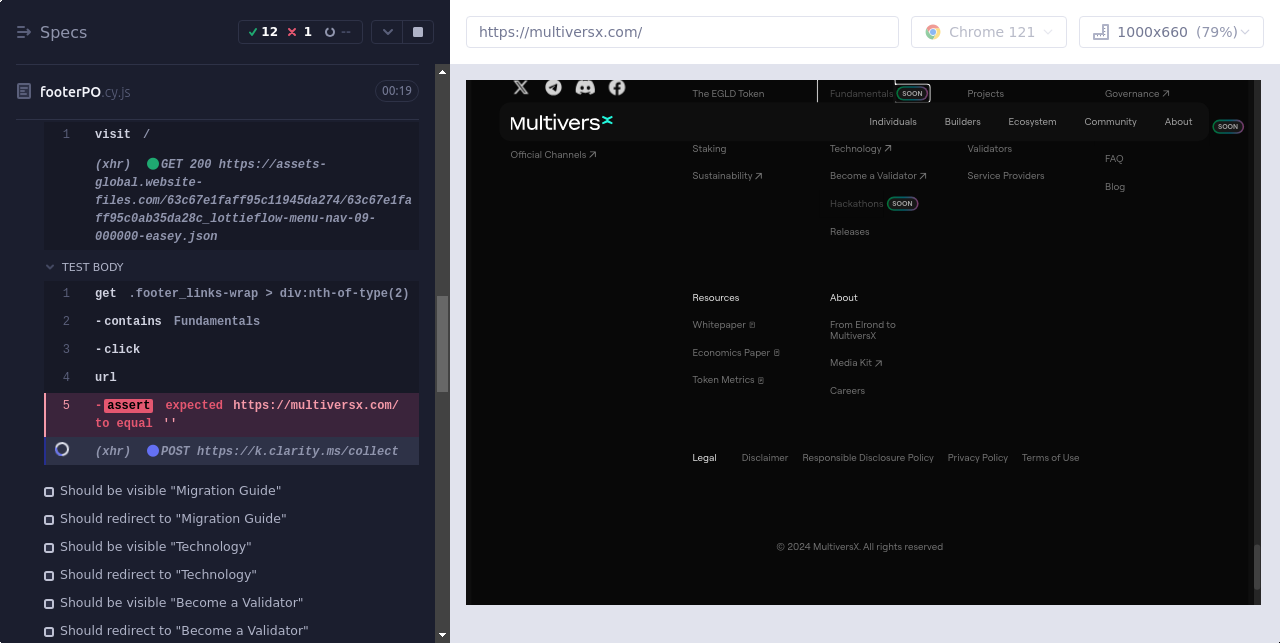 Specs
12
1
--
footerPO.cy.js
00:19
1 visit /
(xhr) GET 200 https://assets-
global.website-
files.com/63c67e1faff95c11945da274/63c67e1fa
ff95c0ab35da28c_lottieflow-menu-nav-09-
000000-easey.json
TEST BODY
1 get .footer_links-wrap > div:nth-of-type(2)
2 -contains Fundamentals
3 -click
4 url
5 -assert expected https://multiversx.com/
to equal ''
(xhr) POST https://k.clarity.ms/collect
Should be visible "Migration Guide"
Should redirect to "Migration Guide"
Should be visible "Technology"
Should redirect to "Technology"
Should be visible "Become a Validator"
Should redirect to "Become a Validator"
https://multiversx.com/
Chrome 121
1000x660 (79%)
The EGLD Token
Fundamentals SOON
Projects
Governance ↗
MultiversX
Individuals
Builders
Ecosystem
Community
About
SOON
Official Channels ↗
Staking
Technology ↗
Validators
FAQ
Sustainability ↗
Become a Validator ↗
Service Providers
Blog
Hackathons SOON
Releases
Resources
About
Whitepaper
From Elrond to
MultiversX
Economics Paper
Media Kit ↗
Token Metrics
Careers
Legal
Disclaimer
Responsible Disclosure Policy
Privacy Policy
Terms of Use
© 2024 MultiversX. All rights reserved